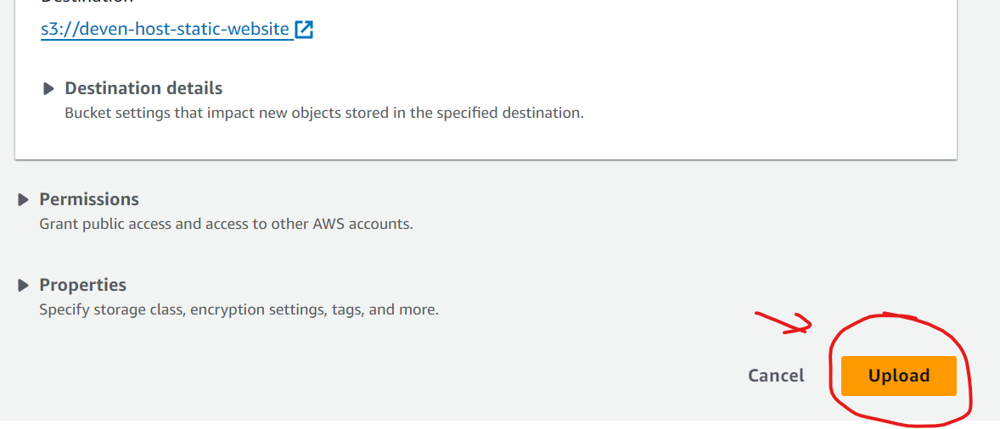 Destination
s3://deven-host-static-website
Destination details
Bucket settings that impact new objects stored in the specified destination.
Permissions
Grant public access and access to other AWS accounts.
Properties
Specify storage class, encryption settings, tags, and more.
Cancel
Upload